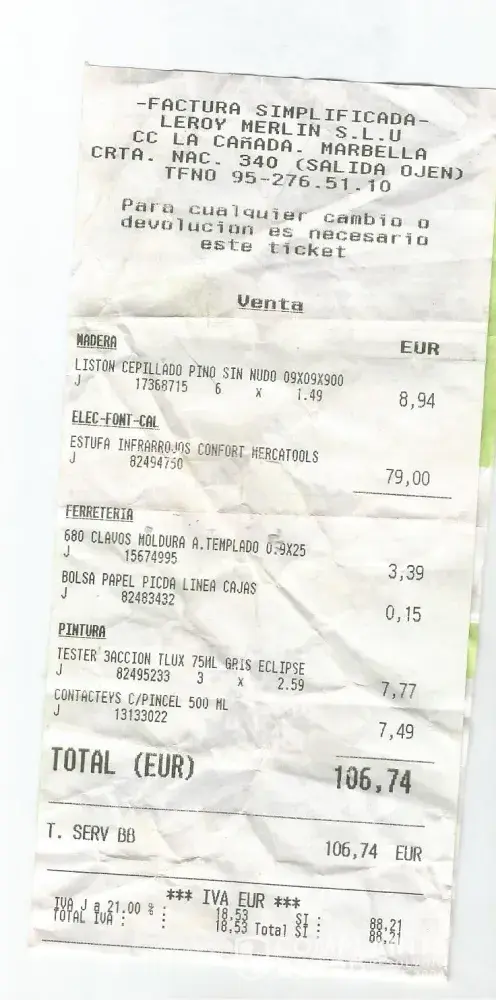 -FACTURA SIMPLIFICADA-
LEROY MERLIN S.L.U
CC LA CAÑADA. MARBELLA
CRTA. NAC. 340 (SALIDA OJEN)
TFNO 95-276.51.10
Para cualquier cambio o
devolucion es necesario
este ticket
Venta
MADERA EUR
LISTON CEPILLADO PINO SIN NUDO 09X09X900
J 17368715 6 x 1.49 8,94
ELEC-FONT-CAL
ESTUFA INFRARROJOS CONFORT MERCATOOLS
J 82494750 79,00
FERRETERIA
680 CLAVOS MOLDURA A.TEMPLADO 0.9X25
J 15674995 3,39
BOLSA PAPEL PICDA LINEA CAJAS
J 82483432 0,15
PINTURA
TESTER 3ACCION TLUX 75ML GRIS ECLIPSE
J 82495233 3 x 2.59 7,77
CONTACTEYS C/PINCEL 500 ML
J 13133022 7,49
TOTAL (EUR) 106,74
T. SERV BB 106,74 EUR
*** IVA EUR ***
IVA J a 21.00 % : 18,53 SI : 88,21
TOTAL IVA : : 18,53 Total SI : 88,21